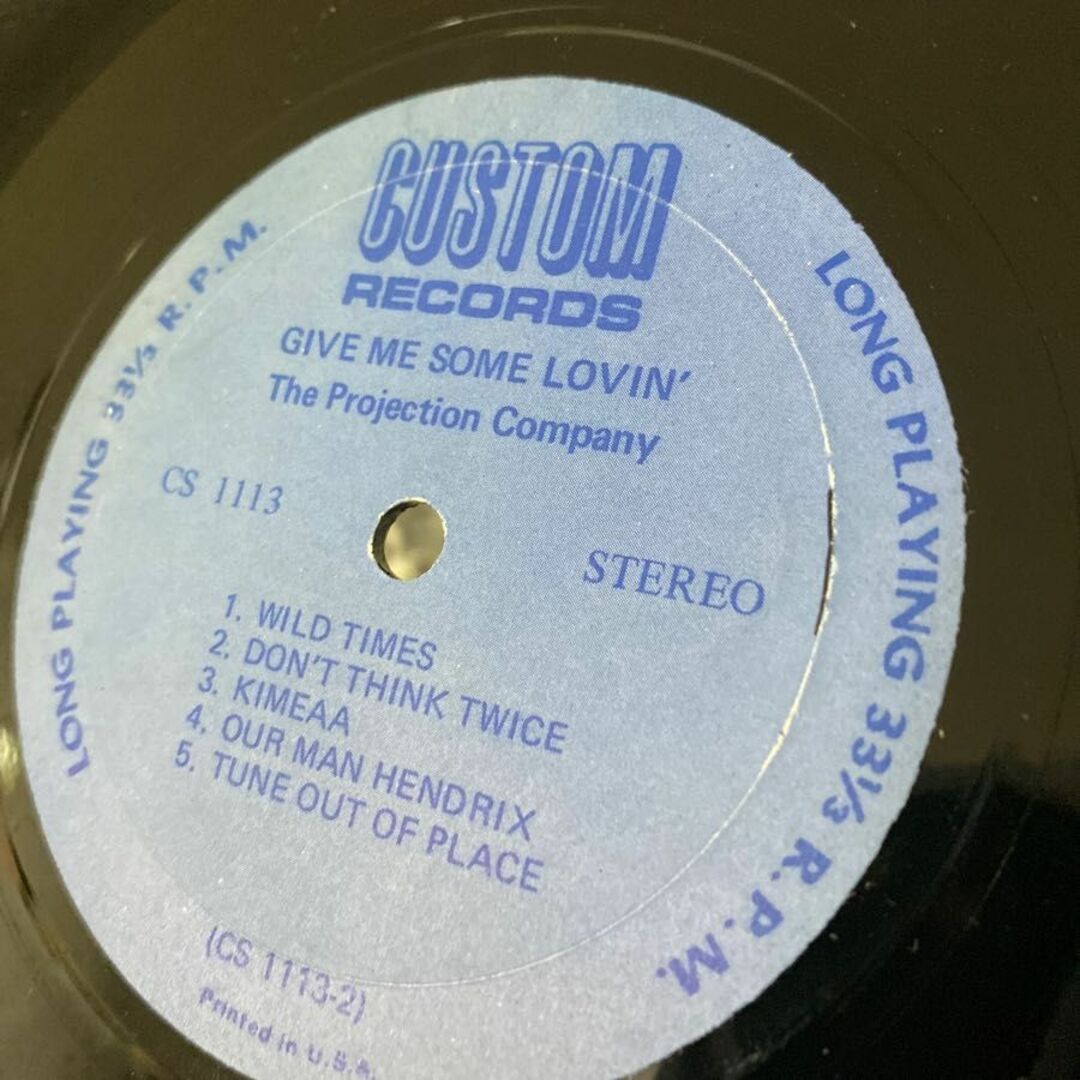 CUSTOM
RECORDS
GIVE ME SOME LOVIN'
The Projection Company
CS 1113
STEREO
1. WILD TIMES
2. DON'T THINK TWICE
3. KIMEAA
4. OUR MAN HENDRIX
5. TUNE OUT OF PLACE
(CS 1113-2)
Printed in U.S.A.
LONG PLAYING 33⅓ R.P.M.
LONG PLAYING 33⅓ R.P.M.